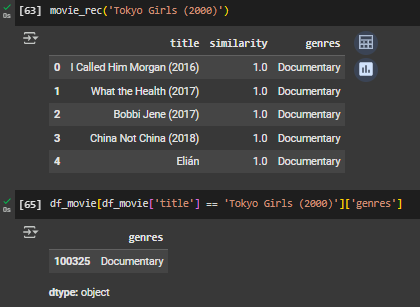 [63] movie_rec('Tokyo Girls (2000)')
0s
title similarity genres
0 I Called Him Morgan (2016) 1.0 Documentary
1 What the Health (2017) 1.0 Documentary
2 Bobbi Jene (2017) 1.0 Documentary
3 China Not China (2018) 1.0 Documentary
4 Elián 1.0 Documentary
[65] df_movie[df_movie['title'] == 'Tokyo Girls (2000)']['genres']
0s
genres
100325 Documentary
dtype: object